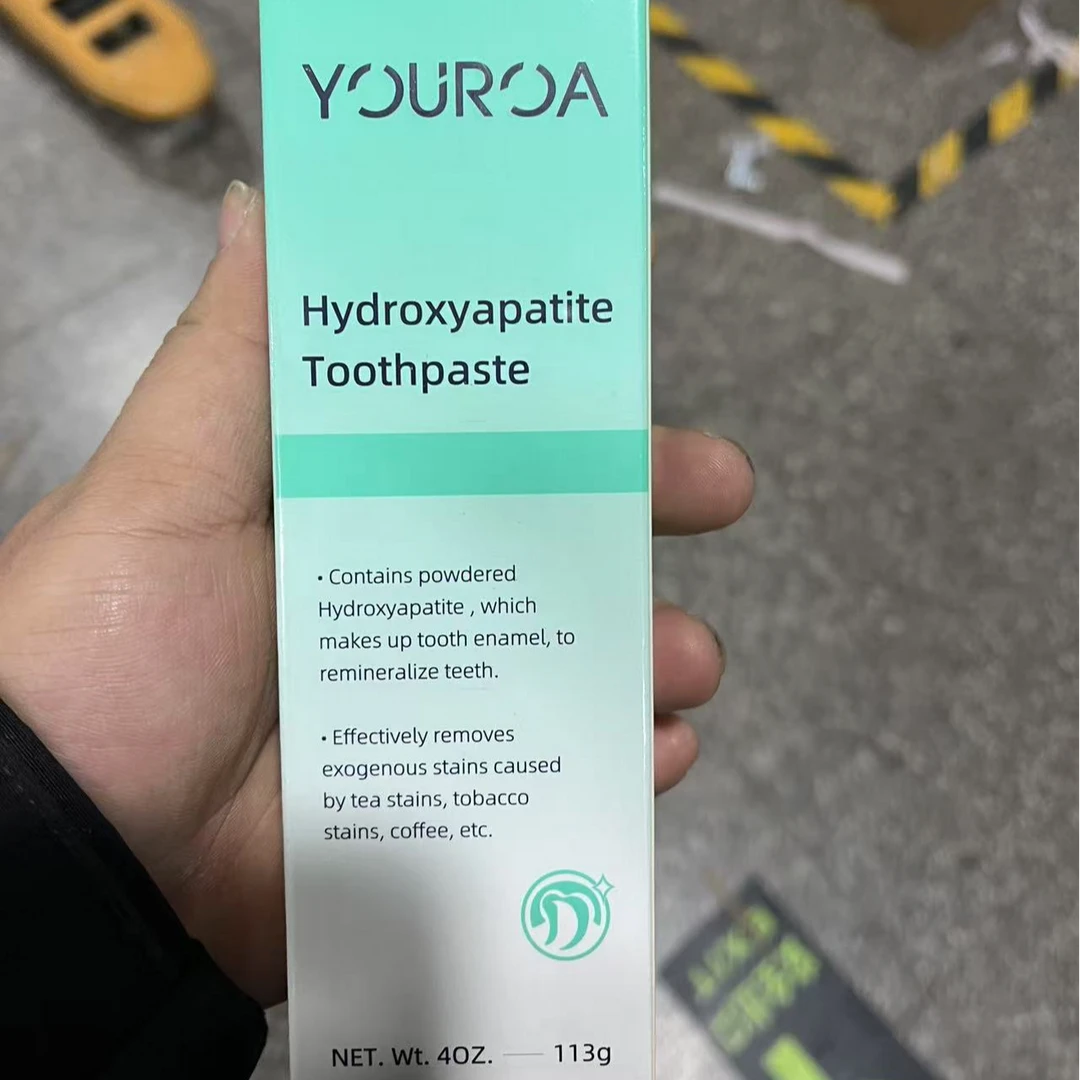 YOUROA
Hydroxyapatite
Toothpaste
• Contains powdered
Hydroxyapatite , which
makes up tooth enamel, to
remineralize teeth.
• Effectively removes
exogenous stains caused
by tea stains, tobacco
stains, coffee, etc.
NET. Wt. 4OZ. — 113g